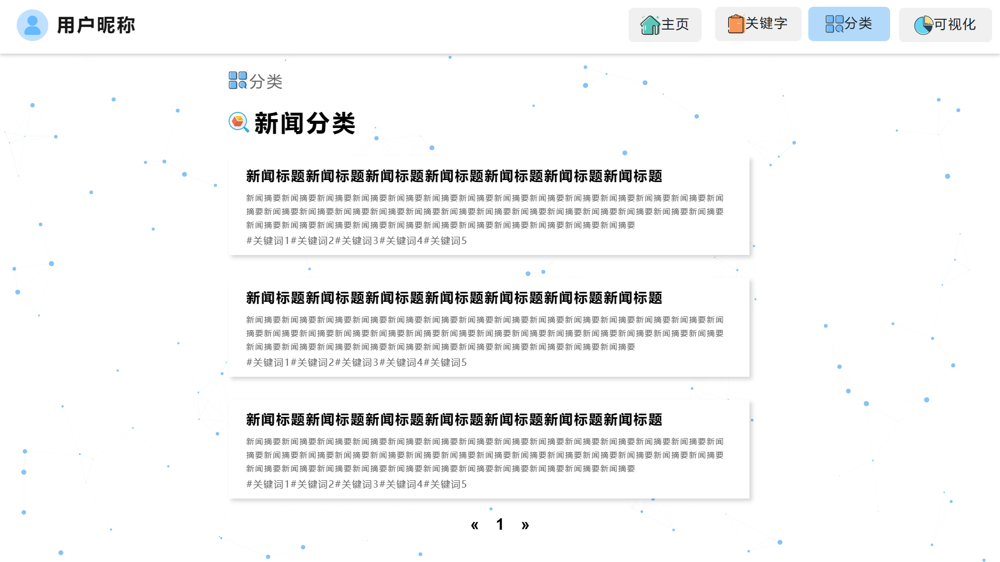 用户昵称
主页
关键字
分类
可视化
分类
新闻分类
新闻标题新闻标题新闻标题新闻标题新闻标题新闻标题新闻标题
新闻摘要新闻摘要新闻摘要新闻摘要新闻摘要新闻摘要新闻摘要新闻摘要新闻摘要新闻摘要新闻摘要新闻摘要新闻摘要新闻
摘要新闻摘要新闻摘要新闻摘要新闻摘要新闻摘要新闻摘要新闻摘要新闻摘要新闻摘要新闻摘要新闻摘要新闻摘要新闻摘要
新闻摘要新闻摘要新闻摘要新闻摘要新闻摘要新闻摘要新闻摘要新闻摘要新闻摘要新闻摘要新闻摘要
#关键词1#关键词2#关键词3#关键词4#关键词5
新闻标题新闻标题新闻标题新闻标题新闻标题新闻标题新闻标题
新闻摘要新闻摘要新闻摘要新闻摘要新闻摘要新闻摘要新闻摘要新闻摘要新闻摘要新闻摘要新闻摘要新闻摘要新闻摘要新闻
摘要新闻摘要新闻摘要新闻摘要新闻摘要新闻摘要新闻摘要新闻摘要新闻摘要新闻摘要新闻摘要新闻摘要新闻摘要新闻摘要
新闻摘要新闻摘要新闻摘要新闻摘要新闻摘要新闻摘要新闻摘要新闻摘要新闻摘要新闻摘要新闻摘要
#关键词1#关键词2#关键词3#关键词4#关键词5
新闻标题新闻标题新闻标题新闻标题新闻标题新闻标题新闻标题
新闻摘要新闻摘要新闻摘要新闻摘要新闻摘要新闻摘要新闻摘要新闻摘要新闻摘要新闻摘要新闻摘要新闻摘要新闻摘要新闻
摘要新闻摘要新闻摘要新闻摘要新闻摘要新闻摘要新闻摘要新闻摘要新闻摘要新闻摘要新闻摘要新闻摘要新闻摘要新闻摘要
新闻摘要新闻摘要新闻摘要新闻摘要新闻摘要新闻摘要新闻摘要新闻摘要新闻摘要新闻摘要新闻摘要
#关键词1#关键词2#关键词3#关键词4#关键词5
« 1 »